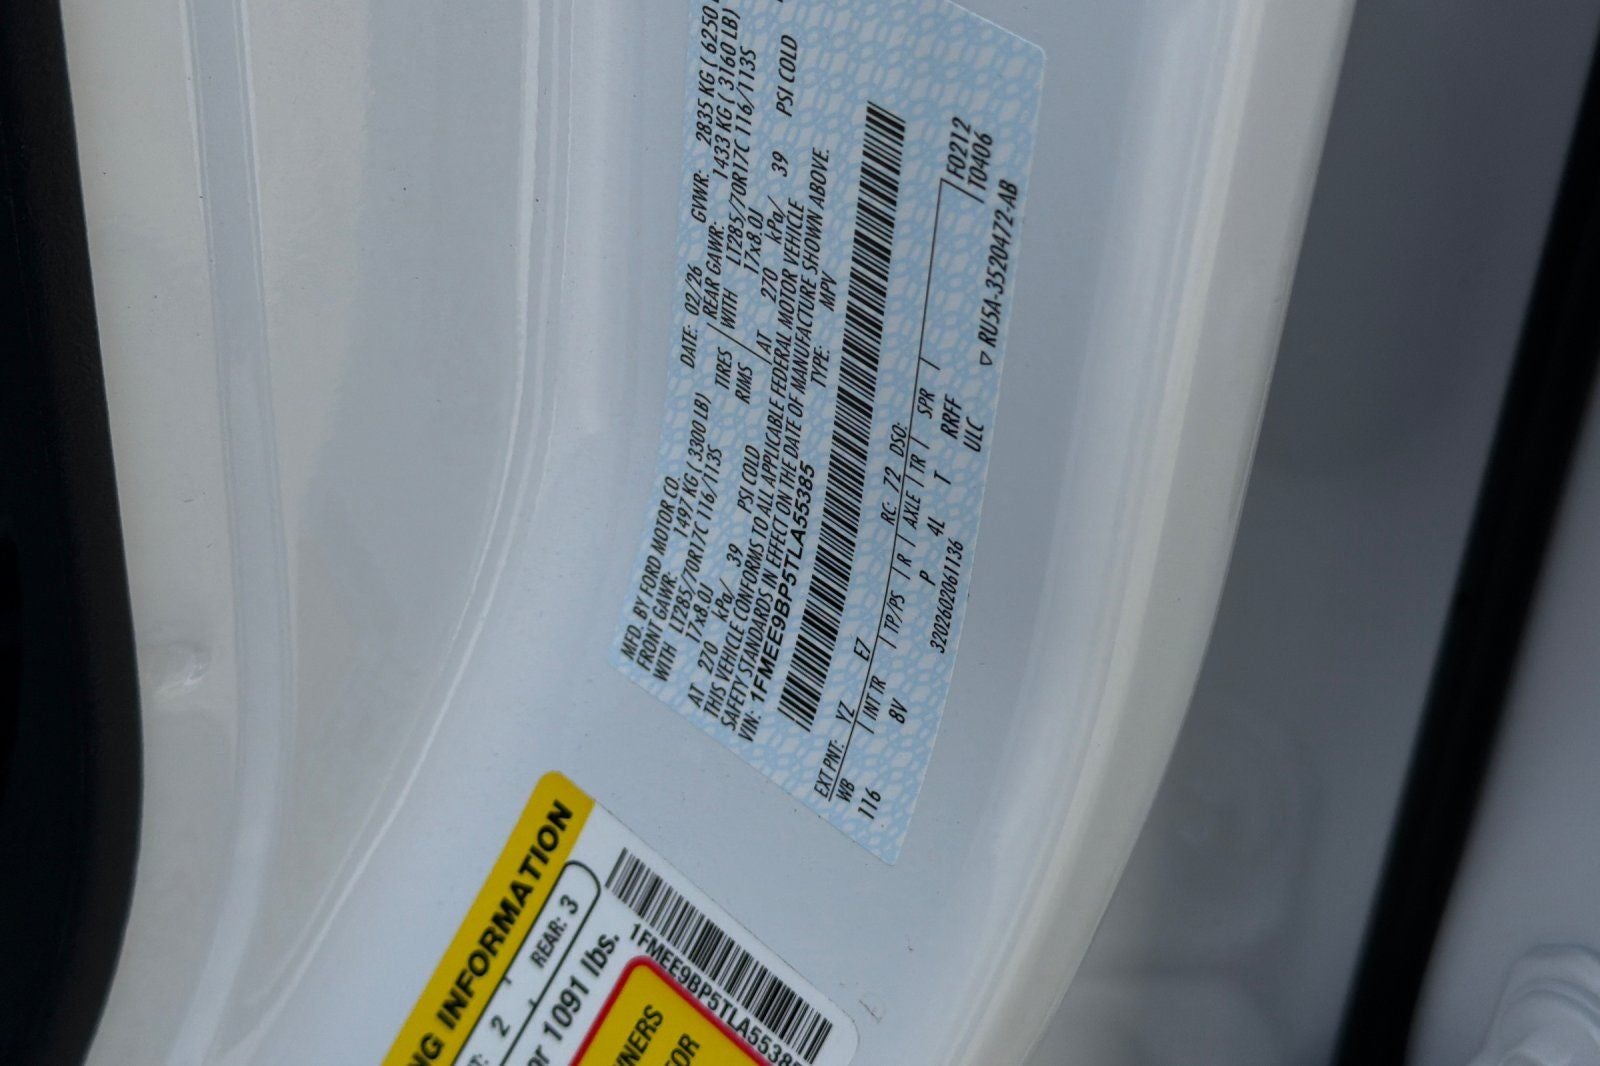 MFD. BY FORD MOTOR CO. DATE: 02/26 GVWR: 2835 KG ( 6250
FRONT GAWR: 1497 KG ( 3300 LB) REAR GAWR: 1433 KG ( 3160 LB)
WITH LT285/70R17C 116/113S TIRES WITH LT285/70R17C 116/113S
17x8.0J RIMS 17x8.0J
AT 270 kPa/ 39 PSI COLD AT 270 kPa/ 39 PSI COLD
THIS VEHICLE CONFORMS TO ALL APPLICABLE FEDERAL MOTOR VEHICLE
SAFETY STANDARDS IN EFFECT ON THE DATE OF MANUFACTURE SHOWN ABOVE.
VIN: 1FMEE9BP5TLA55385 TYPE: MPV
EXT PNT: YZ EZ RC: 72 DSO: F0212
WB INT TR TP/PS R AXLE TR SPR T0406
116 8V P 4L T RRFF
3202602061136 ULC ▽ RU5A-3520472-AB
NG INFORMATION
2 REAR: 3
or 1091 lbs.
1FMEE9BP5TLA5538
WNERS
FOR